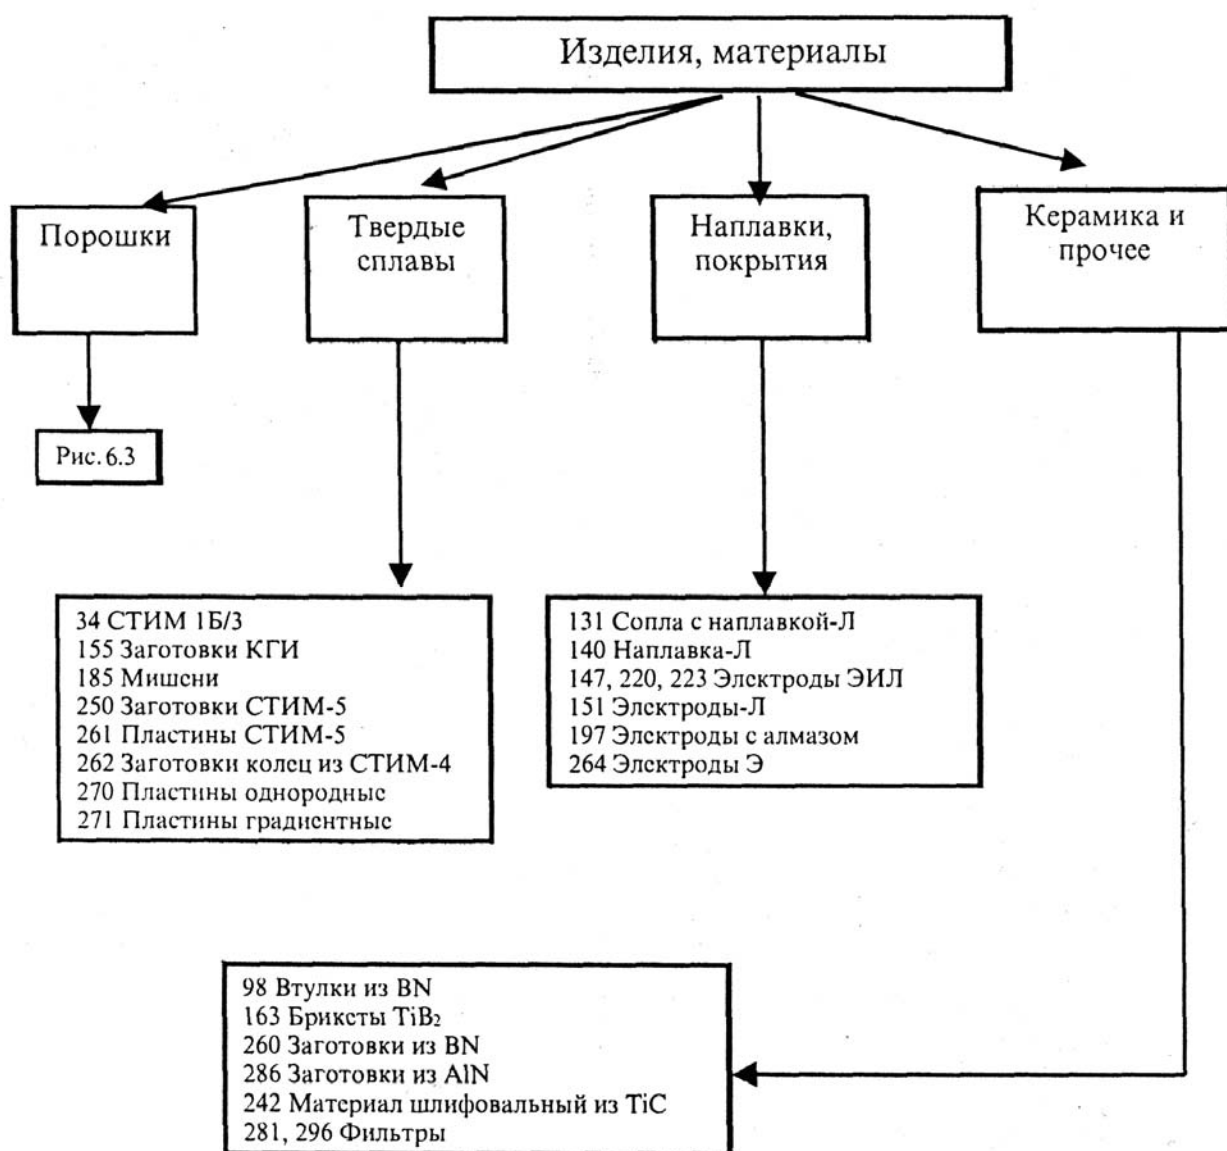 Изделия, материалы
Порошки
Твердые
сплавы
Наплавки,
покрытия
Керамика и
прочее
Рис. 6.3
34 СТИМ 1Б/3
155 Заготовки КГИ
185 Мишени
250 Заготовки СТИМ-5
261 Пластины СТИМ-5
262 Заготовки колец из СТИМ-4
270 Пластины однородные
271 Пластины градиентные
131 Сопла с наплавкой-Л
140 Наплавка-Л
147, 220, 223 Электроды ЭИЛ
151 Электроды-Л
197 Электроды с алмазом
264 Электроды Э
98 Втулки из BN
163 Брикеты TiB₂
260 Заготовки из BN
286 Заготовки из AlN
242 Материал шлифовальный из TiC
281, 296 Фильтры